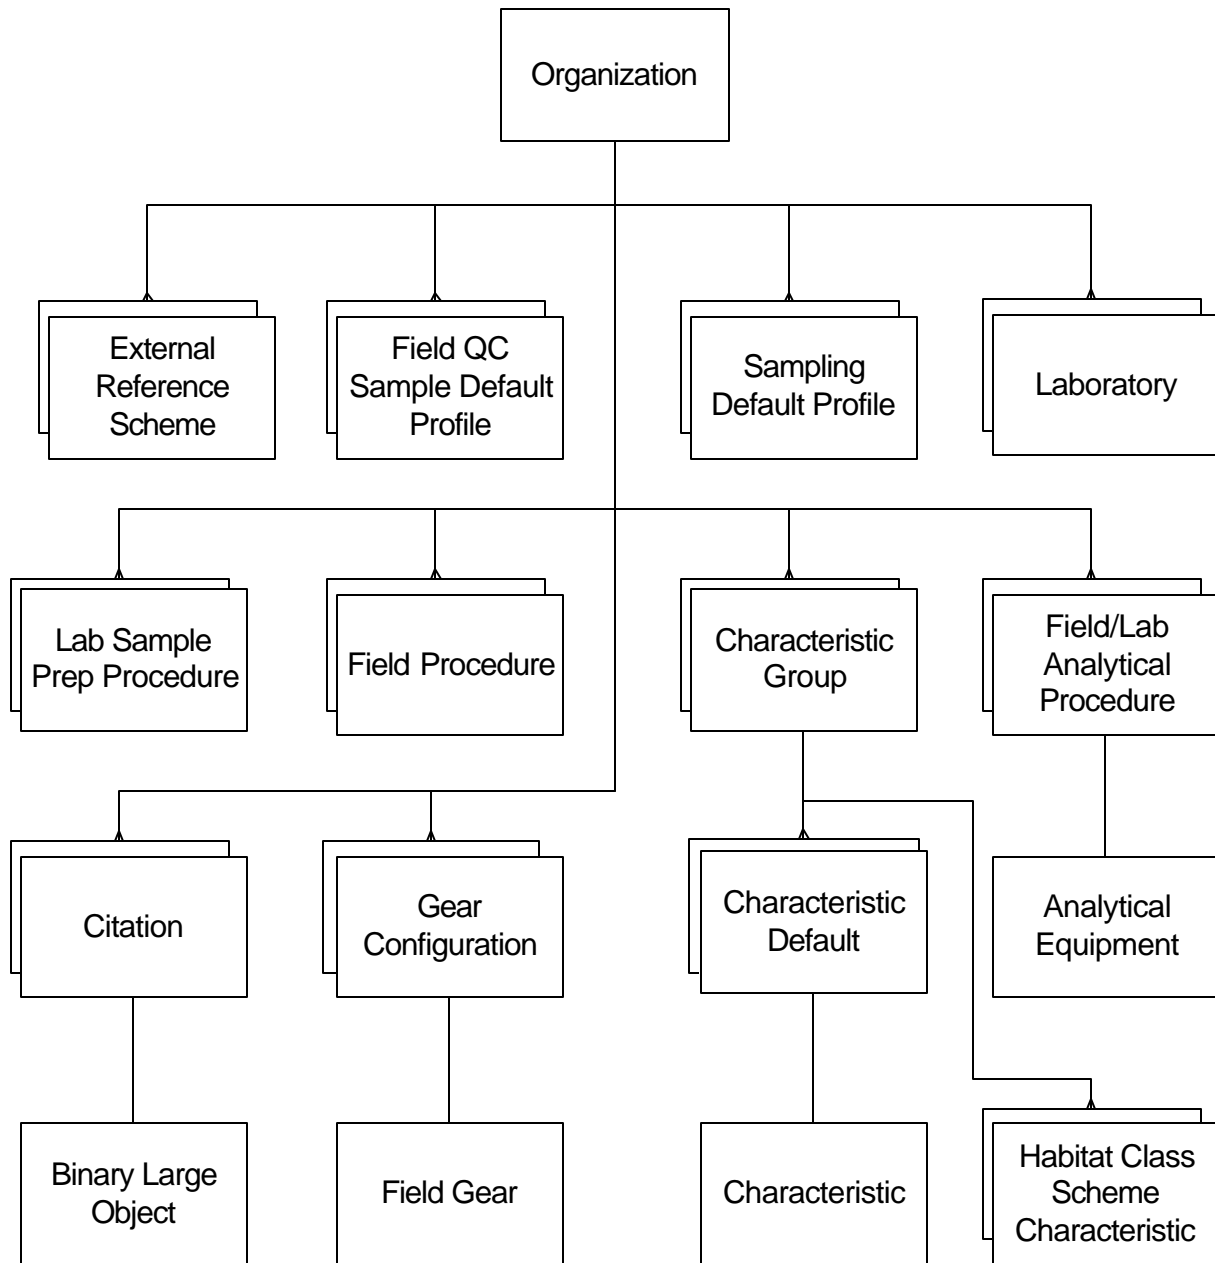 Organization
External
Reference
Scheme
Field QC
Sample Default
Profile
Sampling
Default Profile
Laboratory
Lab Sample
Prep Procedure
Field Procedure
Characteristic
Group
Field/Lab
Analytical
Procedure
Citation
Gear
Configuration
Characteristic
Default
Analytical
Equipment
Binary Large
Object
Field Gear
Characteristic
Habitat Class
Scheme
Characteristic